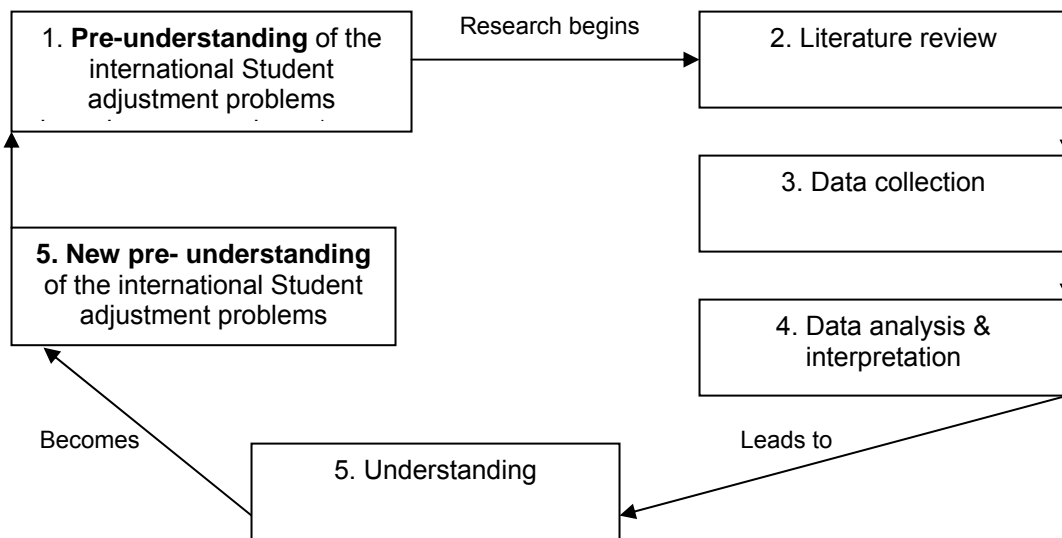 1. Pre-understanding of the
international Student
adjustment problems
Research begins
2. Literature review
3. Data collection
4. Data analysis &
interpretation
Leads to
5. Understanding
Becomes
5. New pre- understanding
of the international Student
adjustment problems